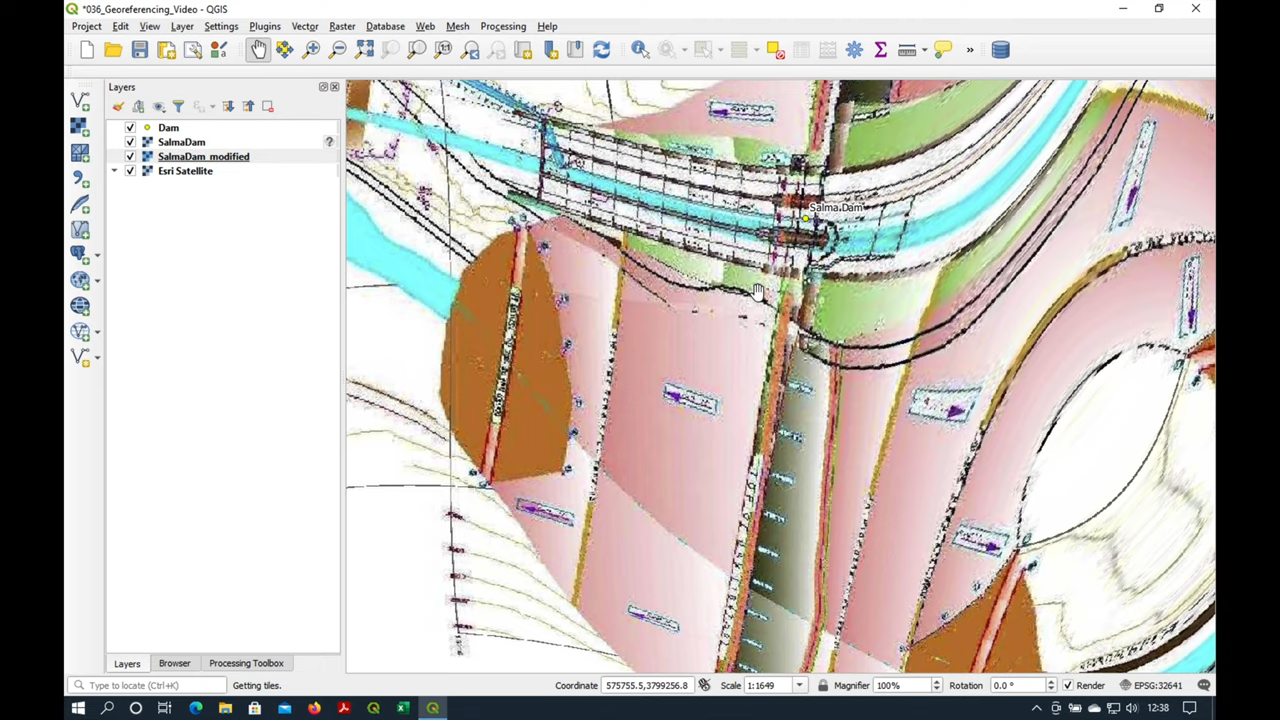 *036_Georeferencing_Video - QGIS
Project Edit View Layer Settings Plugins Vector Raster Database Web Mesh Processing Help
Layers
Dam
SalmaDam
SalmaDam_modified
Esri Satellite
Salma Dam
Layers Browser Processing Toolbox
Type to locate (Ctrl+K) Getting tiles. Coordinate 575755.5,3799256.8 Scale 1:1649 Magnifier 100% Rotation 0.0 ° Render EPSG:32641
12:38